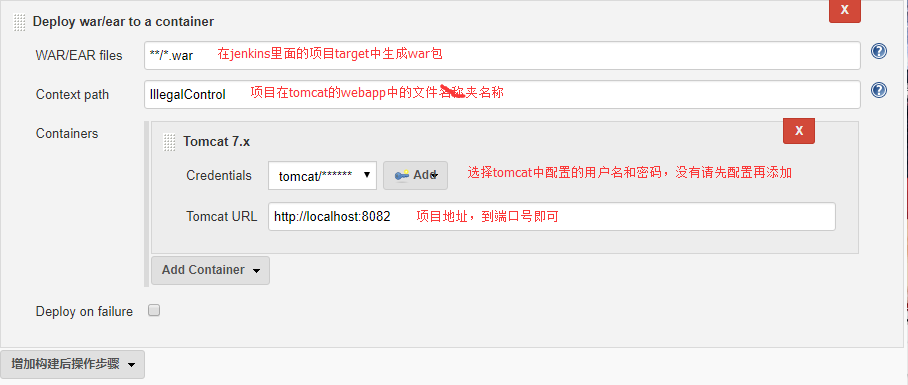 X
Deploy war/ear to a container
WAR/EAR files **/*.war 在jenkins里面的项目target中生成war包
Context path IllegalControl 项目在tomcat的webapp中的文件名称夹名称
Containers
X
Tomcat 7.x
Credentials tomcat/****** Add 选择tomcat中配置的用户名和密码，没有请先配置再添加
Tomcat URL http://localhost:8082 项目地址，到端口号即可
Add Container
Deploy on failure
增加构建后操作步骤